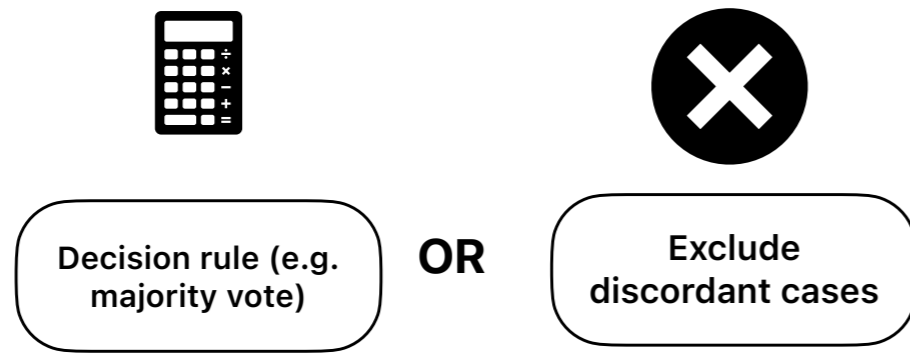 ÷
×
−
+
=
Decision rule (e.g.
majority vote)
OR
Exclude
discordant cases